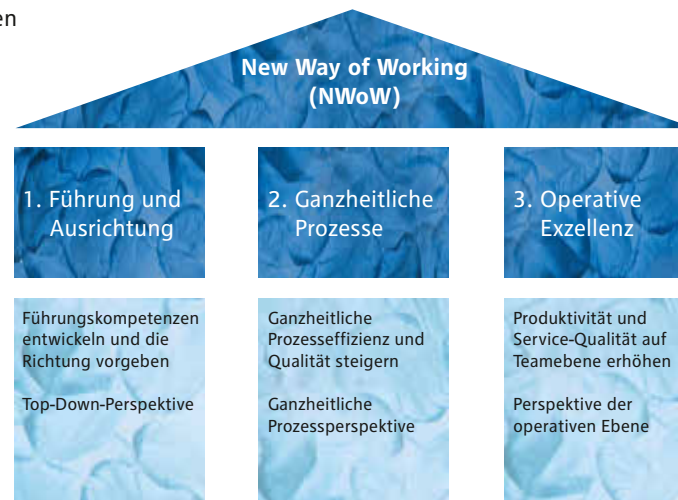 en
New Way of Working
(NWoW)
1. Führung und
Ausrichtung
2. Ganzheitliche
Prozesse
3. Operative
Exzellenz
Führungskompetenzen
entwickeln und die
Richtung vorgeben
Top-Down-Perspektive
Ganzheitliche
Prozesseffizienz und
Qualität steigern
Ganzheitliche
Prozessperspektive
Produktivität und
Service-Qualität auf
Teamebene erhöhen
Perspektive der
operativen Ebene